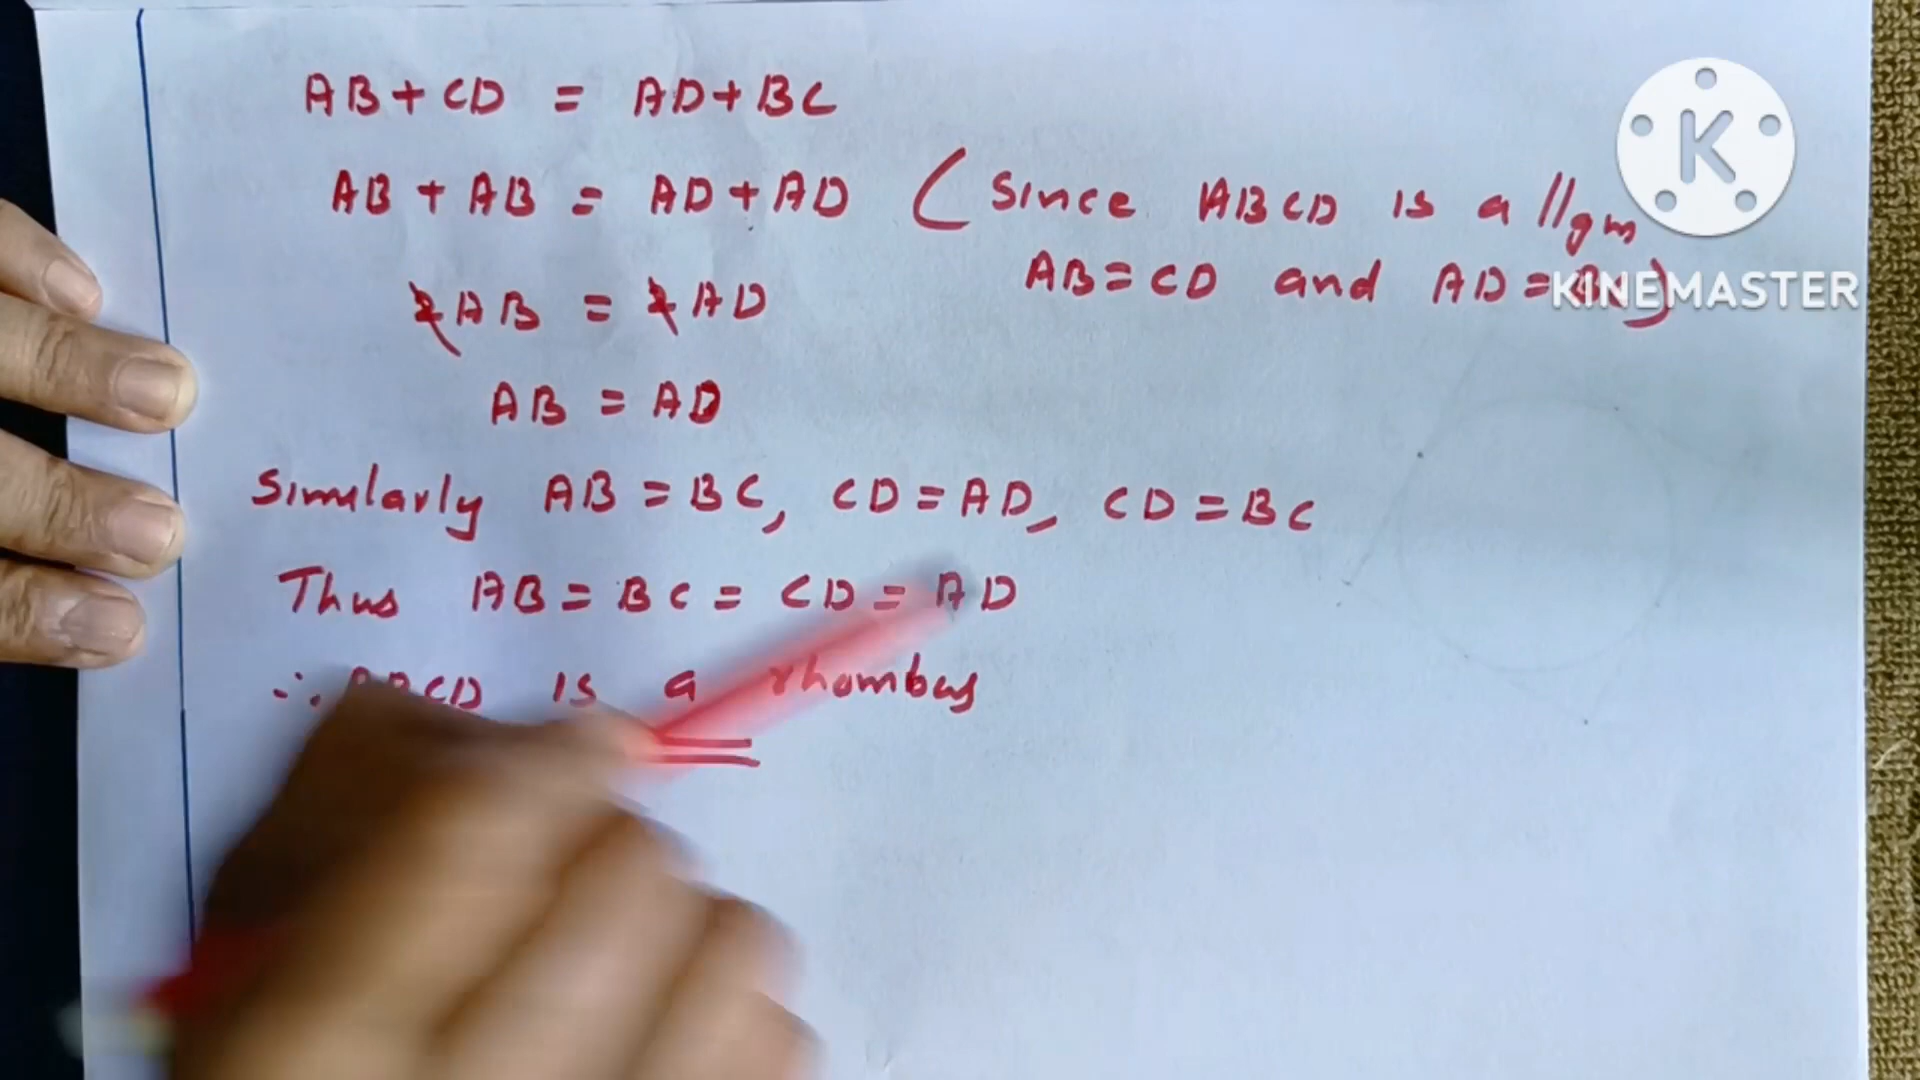 AB + CD = AD + BC
AB + AB = AD + AD (Since ABCD is a //gm
AB = CD and AD =
2AB = 2AD
AB = AD
Similarly AB = BC, CD = AD, CD = BC
Thus AB = BC = CD = AD
∴ ABCD is a rhombus
K
KINEMASTER